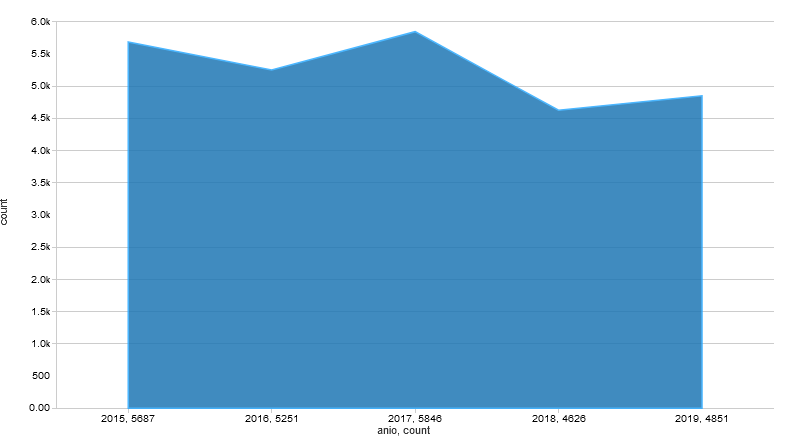 6.0k
5.5k
5.0k
4.5k
4.0k
3.5k
3.0k
2.5k
2.0k
1.5k
1.0k
500
0.00
count
2015, 5687
2016, 5251
2017, 5846
2018, 4626
2019, 4851
anio, count